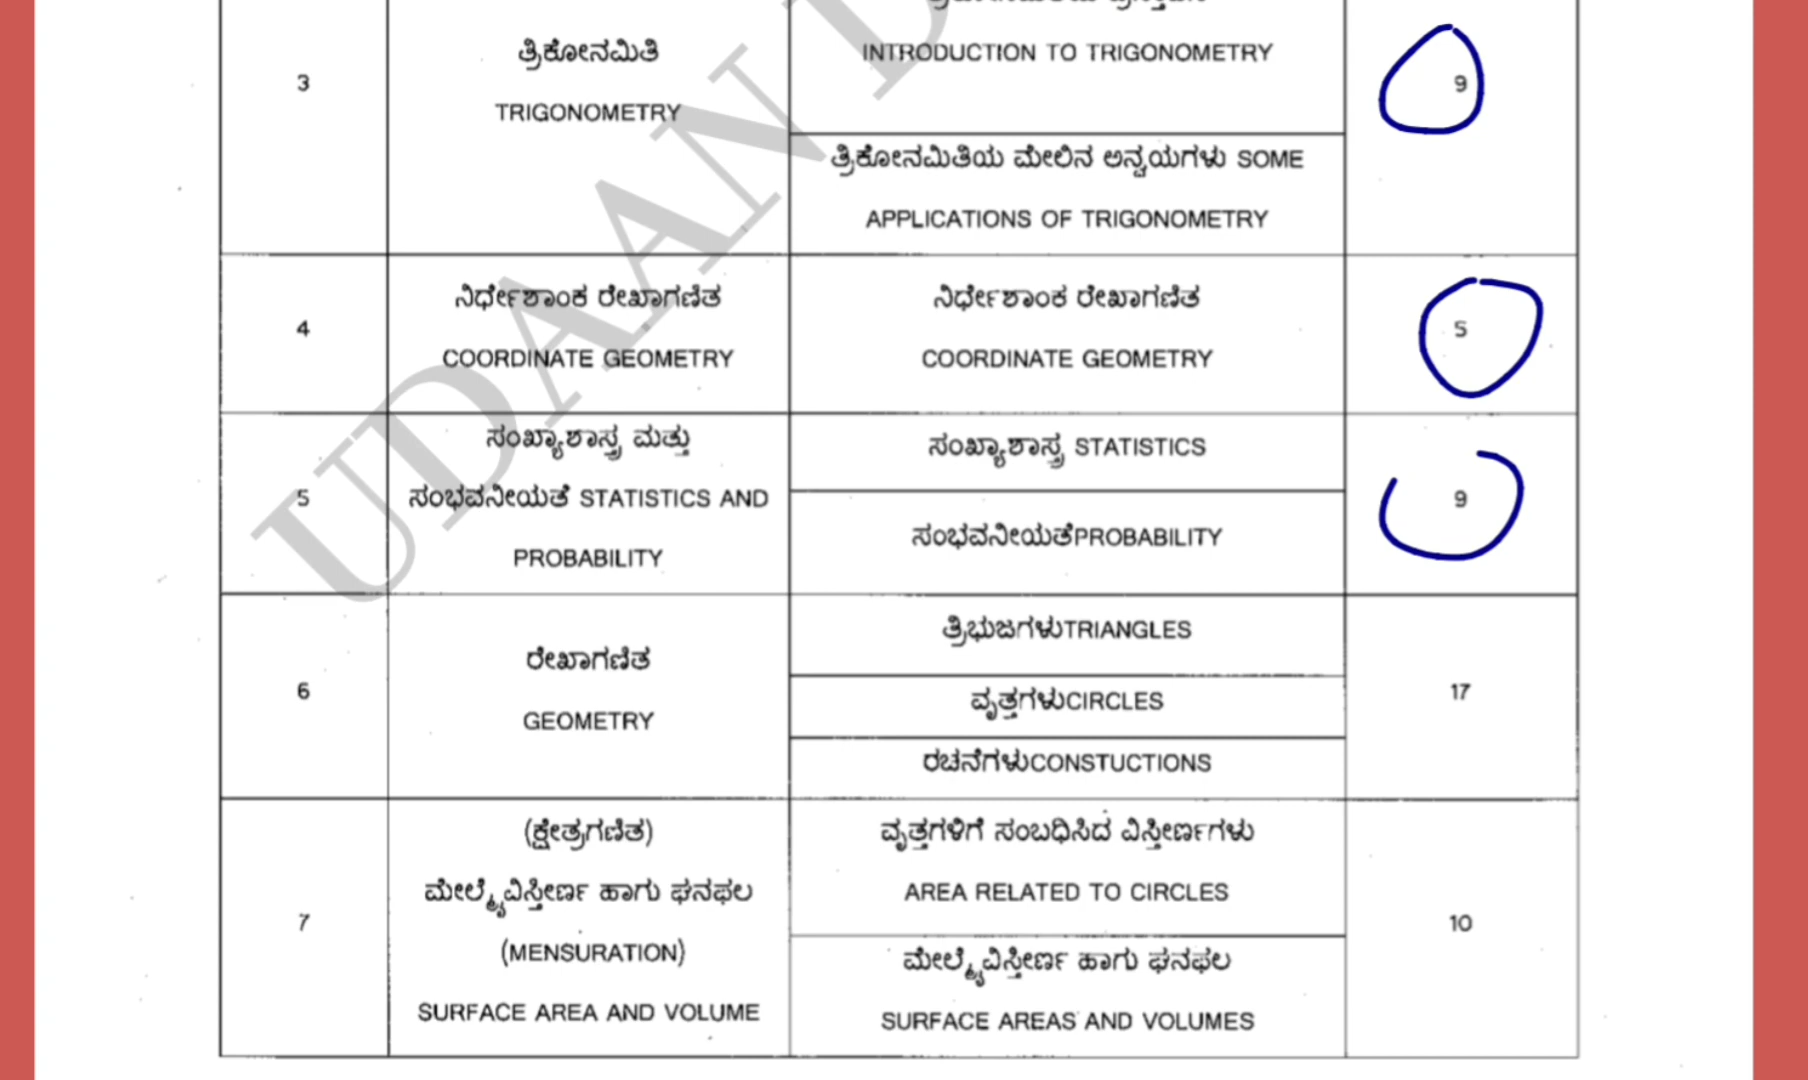 3
ತ್ರಿಕೋನಮಿತಿ
TRIGONOMETRY
INTRODUCTION TO TRIGONOMETRY
ತ್ರಿಕೋನಮಿತಿಯ ಮೇಲಿನ ಅನ್ವಯಗಳು SOME
APPLICATIONS OF TRIGONOMETRY
9
4
ನಿರ್ಧೇಶಾಂಕ ರೇಖಾಗಣಿತ
COORDINATE GEOMETRY
ನಿರ್ಧೇಶಾಂಕ ರೇಖಾಗಣಿತ
COORDINATE GEOMETRY
5
5
ಸಂಖ್ಯಾಶಾಸ್ತ್ರ ಮತ್ತು
ಸಂಭವನೀಯತೆ STATISTICS AND
PROBABILITY
ಸಂಖ್ಯಾಶಾಸ್ತ್ರ STATISTICS
ಸಂಭವನೀಯತೆPROBABILITY
9
6
ರೇಖಾಗಣಿತ
GEOMETRY
ತ್ರಿಭುಜಗಳುTRIANGLES
ವೃತ್ತಗಳುCIRCLES
ರಚನೆಗಳುCONSTUCTIONS
17
7
(ಕ್ಷೇತ್ರಗಣಿತ)
ಮೇಲ್ಮೈವಿಸ್ತೀರ್ಣ ಹಾಗು ಘನಫಲ
(MENSURATION)
SURFACE AREA AND VOLUME
ವೃತ್ತಗಳಿಗೆ ಸಂಬಧಿಸಿದ ವಿಸ್ತೀರ್ಣಗಳು
AREA RELATED TO CIRCLES
ಮೇಲ್ಮೈವಿಸ್ತೀರ್ಣ ಹಾಗು ಘನಫಲ
SURFACE AREAS AND VOLUMES
10
UDAAN